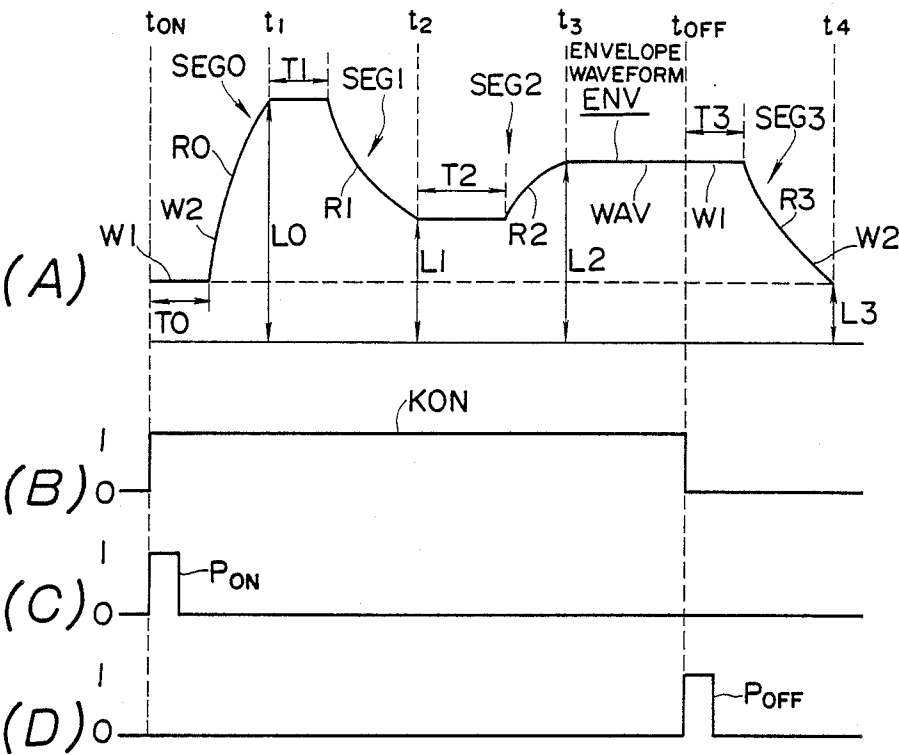 tON t1 t2 t3 tOFF t4
ENVELOPE
WAVEFORM
ENV
SEG0 T1 SEG1 SEG2 T3 SEG3
R0 R1 T2 R2 WAV W1 R3
W1 W2 L0 L1 L2 W2
(A) T0 L3
KON
1
(B) 0
1 PON
(C) 0
1 POFF
(D) 0